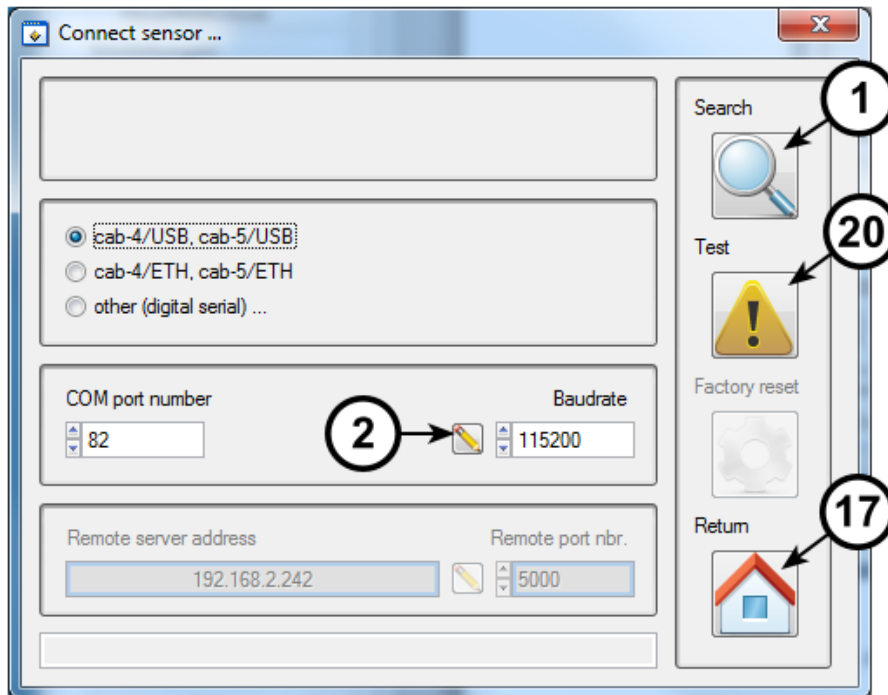 Connect sensor ...
Search
1
cab-4/USB, cab-5/USB
cab-4/ETH, cab-5/ETH
other (digital serial) ...
Test
20
COM port number
82
2
Baudrate
115200
Factory reset
Remote server address
192.168.2.242
Remote port nbr.
5000
Return
17